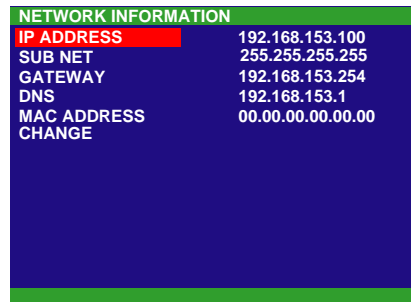 NETWORK INFORMATION
IP ADDRESS 192.168.153.100
SUB NET 255.255.255.255
GATEWAY 192.168.153.254
DNS 192.168.153.1
MAC ADDRESS 00.00.00.00.00.00
CHANGE